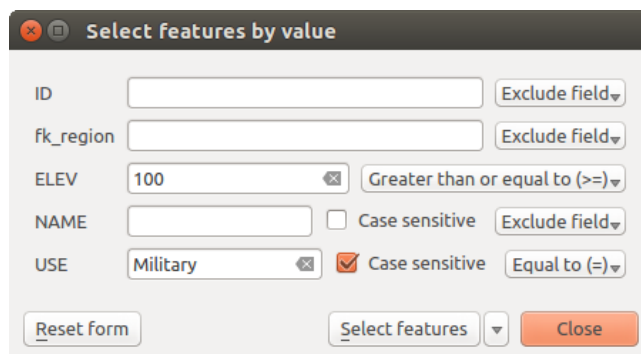 Select features by value
ID Exclude field
fk_region Exclude field
ELEV 100 Greater than or equal to (>=)
NAME Case sensitive Exclude field
USE Military Case sensitive Equal to (=)
Reset form Select features Close